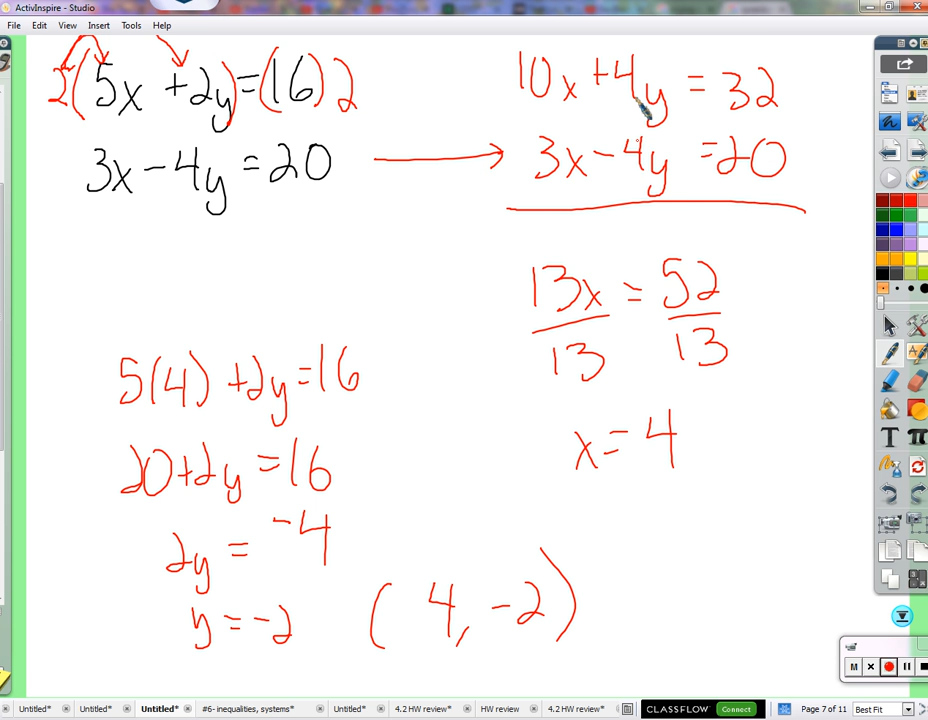 ActivInspire - Studio
File Edit View Insert Tools Help
2(5x +2y)=(16)2
3x-4y=20
10x+4y = 32
3x-4y =20
13x = 52
13 13
x=4
5(4) +2y=16
20+2y=16
2y = -4
y=-2
(4, -2)
M
Untitled* Untitled* Untitled* #6- inequalities, systems* Untitled* 4.2 HW review* HW review 4.2 HW review* CLASSFLOW Connect Page 7 of 11 Best Fit